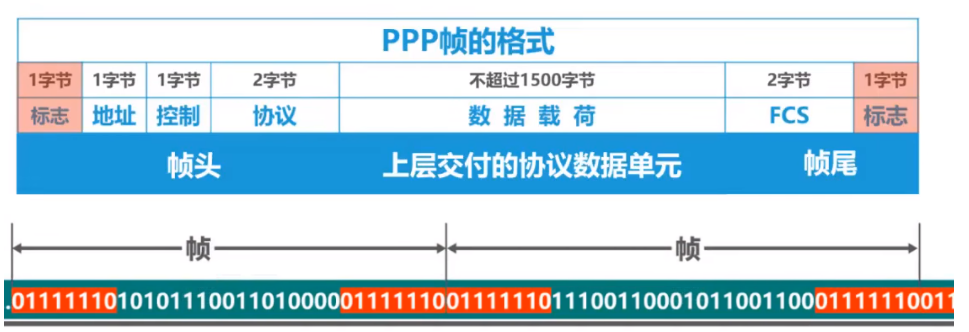 PPP帧的格式
1字节 1字节 1字节 2字节 不超过1500字节 2字节 1字节
标志 地址 控制 协议 数据载荷 FCS 标志
帧头 上层交付的协议数据单元 帧尾
帧 帧
.011111101010111001101000001111110011111101110011000101100110001111110011